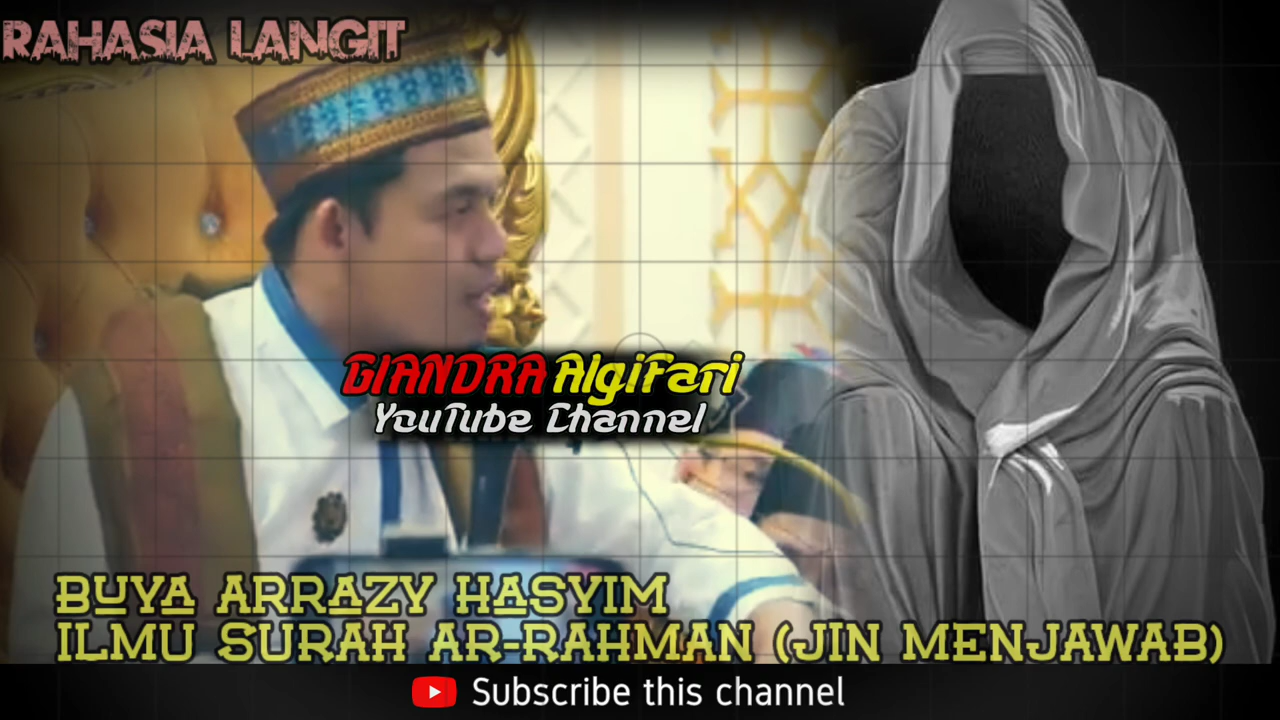 RAHASIA LANGIT
GIANDRA AlgiFari
YouTube Channel
BUYA ARRAZY HASYIM
ILMU SURAH AR-RAHMAN (JIN MENJAWAB)
Subscribe this channel